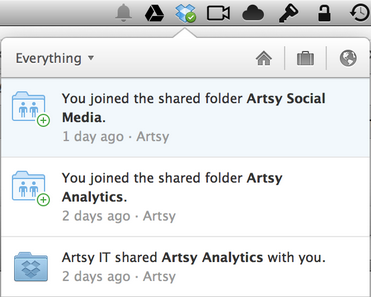 Everything
You joined the shared folder Artsy Social
Media.
1 day ago · Artsy
You joined the shared folder Artsy
Analytics.
2 days ago · Artsy
Artsy IT shared Artsy Analytics with you.
2 days ago · Artsy